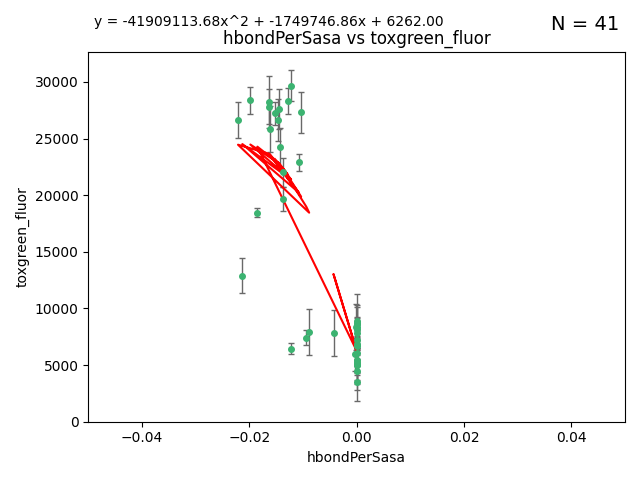 y = -41909113.68x^2 + -1749746.86x + 6262.00
N = 41
hbondPerSasa vs toxgreen_fluor
30000
25000
20000
15000
10000
5000
0
toxgreen_fluor
−0.04 −0.02 0.00 0.02 0.04
hbondPerSasa